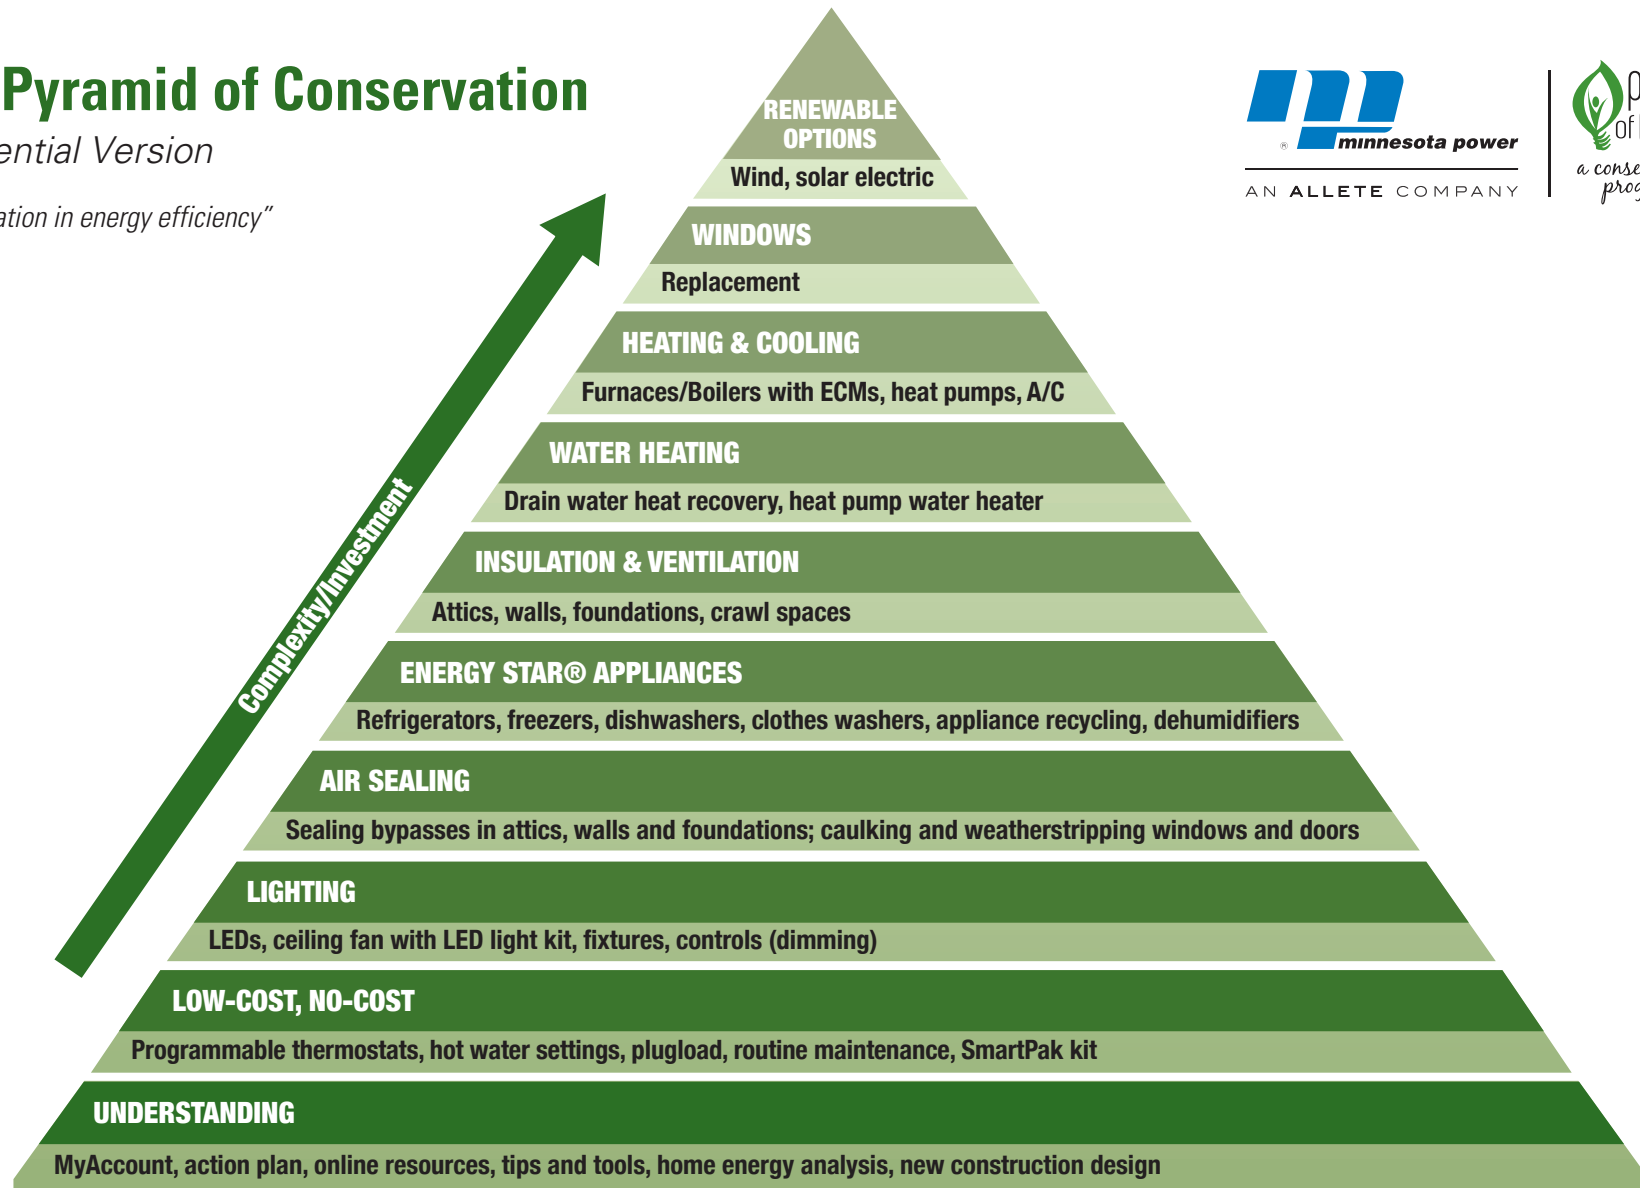 Pyramid of Conservation
ential Version
ation in energy efficiency”
minnesota power
®
AN ALLETE COMPANY
of
a conse
prog
Complexity/Investment
RENEWABLE
OPTIONS
Wind, solar electric
WINDOWS
Replacement
HEATING & COOLING
Furnaces/Boilers with ECMs, heat pumps, A/C
WATER HEATING
Drain water heat recovery, heat pump water heater
INSULATION & VENTILATION
Attics, walls, foundations, crawl spaces
ENERGY STAR® APPLIANCES
Refrigerators, freezers, dishwashers, clothes washers, appliance recycling, dehumidifiers
AIR SEALING
Sealing bypasses in attics, walls and foundations; caulking and weatherstripping windows and doors
LIGHTING
LEDs, ceiling fan with LED light kit, fixtures, controls (dimming)
LOW-COST, NO-COST
Programmable thermostats, hot water settings, plugload, routine maintenance, SmartPak kit
UNDERSTANDING
MyAccount, action plan, online resources, tips and tools, home energy analysis, new construction design